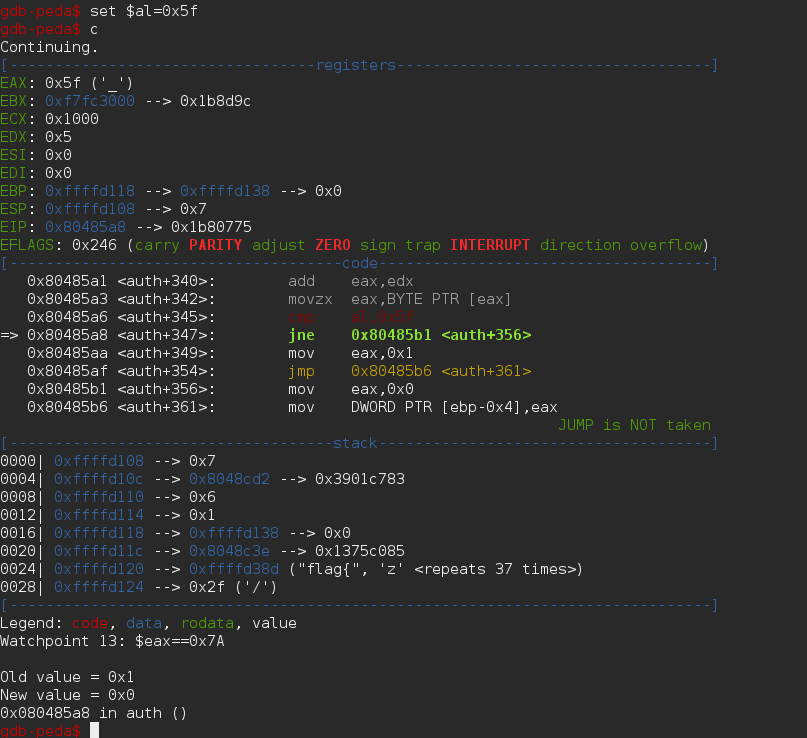 gdb-peda$ set $al=0x5f
gdb-peda$ c
Continuing.
[----------------------------------registers-----------------------------------]
EAX: 0x5f ('_')
EBX: 0xf7fc3000 --> 0x1b8d9c
ECX: 0x1000
EDX: 0x5
ESI: 0x0
EDI: 0x0
EBP: 0xffffd118 --> 0xffffd138 --> 0x0
ESP: 0xffffd108 --> 0x7
EIP: 0x80485a8 --> 0x1b80775
EFLAGS: 0x246 (carry PARITY adjust ZERO sign trap INTERRUPT direction overflow)
[-------------------------------------code-------------------------------------]
   0x80485a1 <auth+340>:        add    eax,edx
   0x80485a3 <auth+342>:        movzx  eax,BYTE PTR [eax]
   0x80485a6 <auth+345>:
=> 0x80485a8 <auth+347>:        jne    0x80485b1 <auth+356>
   0x80485aa <auth+349>:        mov    eax,0x1
   0x80485af <auth+354>:        jmp    0x80485b6 <auth+361>
   0x80485b1 <auth+356>:        mov    eax,0x0
   0x80485b6 <auth+361>:        mov    DWORD PTR [ebp-0x4],eax
                                                              JUMP is NOT taken
[------------------------------------stack-------------------------------------]
0000| 0xffffd108 --> 0x7
0004| 0xffffd10c --> 0x8048cd2 --> 0x3901c783
0008| 0xffffd110 --> 0x6
0012| 0xffffd114 --> 0x1
0016| 0xffffd118 --> 0xffffd138 --> 0x0
0020| 0xffffd11c --> 0x8048c3e --> 0x1375c085
0024| 0xffffd120 --> 0xffffd38d ("flag{", 'z' <repeats 37 times>)
0028| 0xffffd124 --> 0x2f ('/')
[------------------------------------------------------------------------------]
Legend: code, data, rodata, value
Watchpoint 13: $eax==0x7A

Old value = 0x1
New value = 0x0
0x080485a8 in auth ()
gdb-peda$